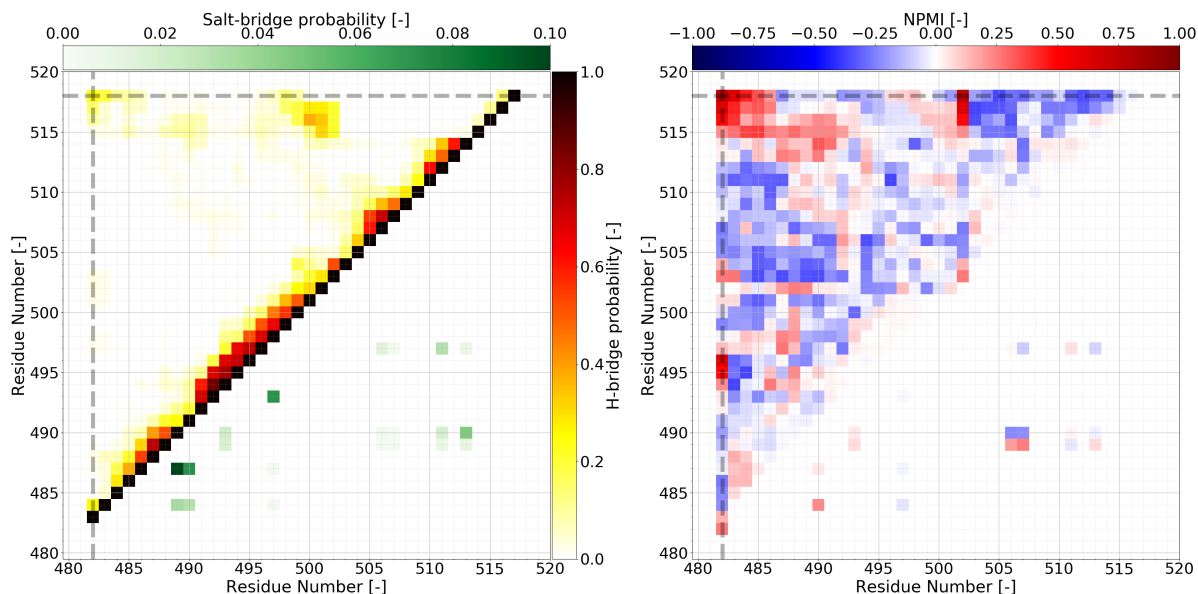 Salt-bridge probability [-]
0.00 0.02 0.04 0.06 0.08 0.10
520 515 510 505 500 495 490 485 480
Residue Number [-]
480 485 490 495 500 505 510 515 520
Residue Number [-]
1.0 0.8 0.6 0.4 0.2 0.0
H-bridge probability [-]
NPMI [-]
−1.00 −0.75 −0.50 −0.25 0.00 0.25 0.50 0.75 1.00
520 515 510 505 500 495 490 485 480
Residue Number [-]
480 485 490 495 500 505 510 515 520
Residue Number [-]